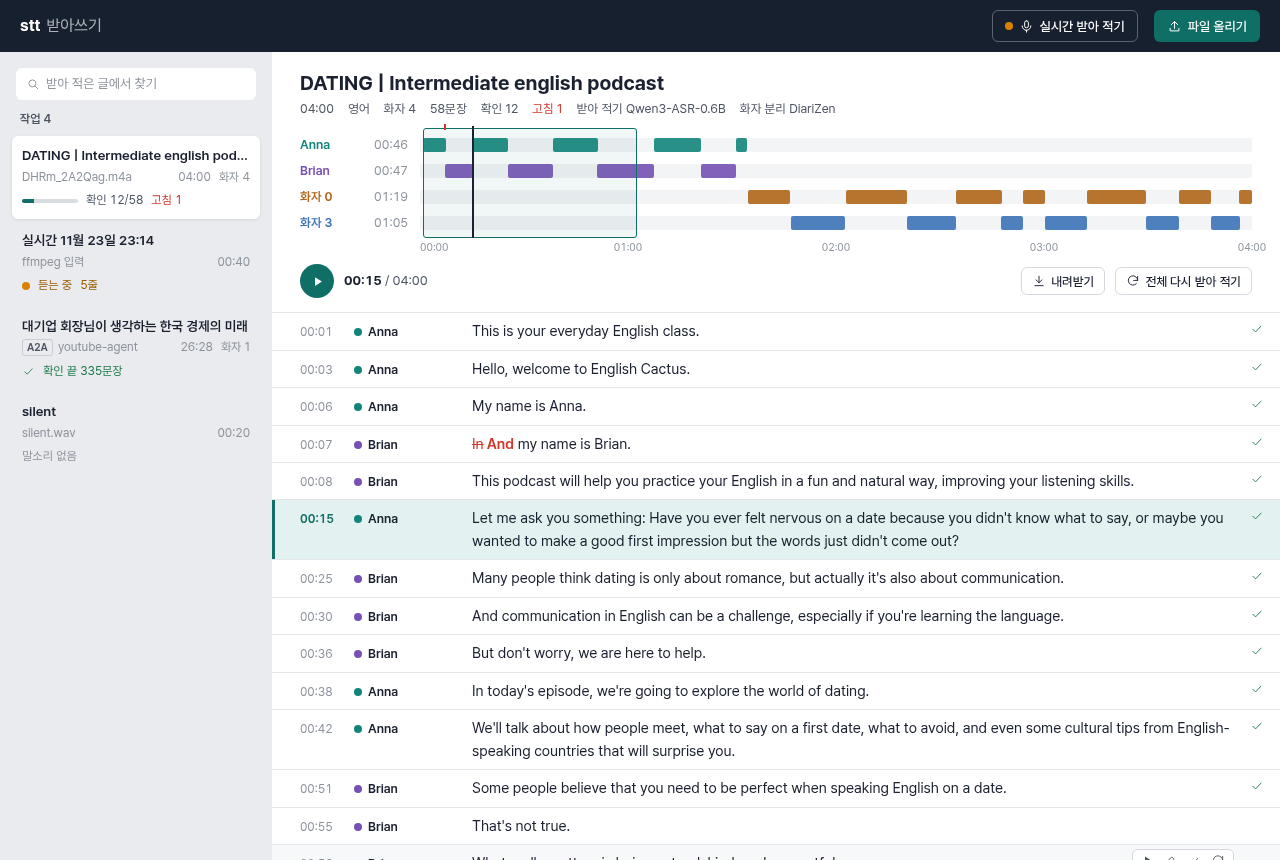 stt 받아쓰기
실시간 받아 적기
파일 올리기
받아 적은 글에서 찾기
작업 4
DATING | Intermediate english pod...
DHRm_2A2Qag.m4a 04:00 화자 4
확인 12/58 고침 1
실시간 11월 23일 23:14
ffmpeg 입력 00:40
듣는 중 5줄
대기업 회장님이 생각하는 한국 경제의 미래
A2A youtube-agent 26:28 화자 1
확인 끝 335문장
silent
silent.wav 00:20
말소리 없음
DATING | Intermediate english podcast
04:00 영어 화자 4 58문장 확인 12 고침 1 받아 적기 Qwen3-ASR-0.6B 화자 분리 DiariZen
Anna 00:46
Brian 00:47
화자 0 01:19
화자 3 01:05
00:00 01:00 02:00 03:00 04:00
00:15 / 04:00
내려받기
전체 다시 받아 적기
00:01 Anna This is your everyday English class.
00:03 Anna Hello, welcome to English Cactus.
00:06 Anna My name is Anna.
00:07 Brian In And my name is Brian.
00:08 Brian This podcast will help you practice your English in a fun and natural way, improving your listening skills.
00:15 Anna Let me ask you something: Have you ever felt nervous on a date because you didn't know what to say, or maybe you
wanted to make a good first impression but the words just didn't come out?
00:25 Brian Many people think dating is only about romance, but actually it's also about communication.
00:30 Brian And communication in English can be a challenge, especially if you're learning the language.
00:36 Brian But don't worry, we are here to help.
00:38 Anna In today's episode, we're going to explore the world of dating.
00:42 Anna We'll talk about how people meet, what to say on a first date, what to avoid, and even some cultural tips from English-
speaking countries that will surprise you.
00:51 Brian Some people believe that you need to be perfect when speaking English on a date.
00:55 Brian That's not true.